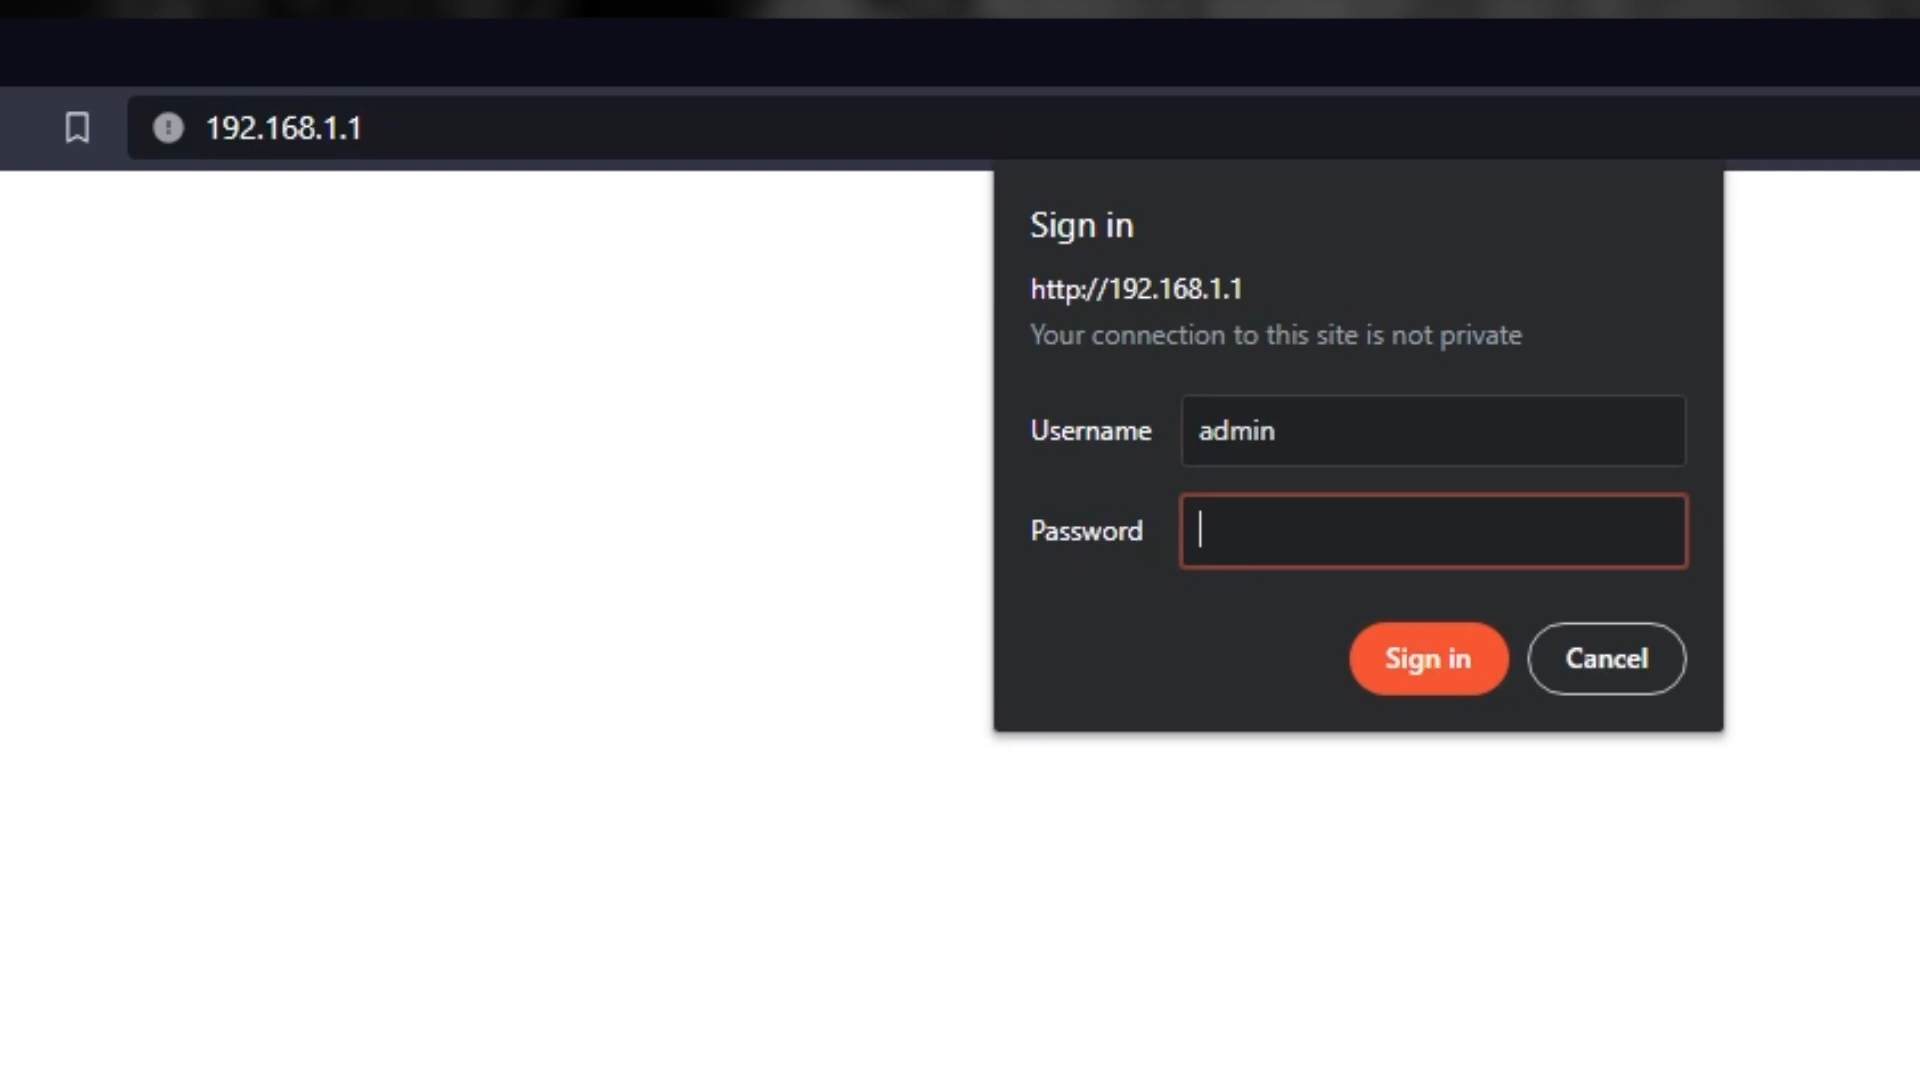 192.168.1.1
Sign in
http://192.168.1.1
Your connection to this site is not private
Username admin
Password
Sign in Cancel